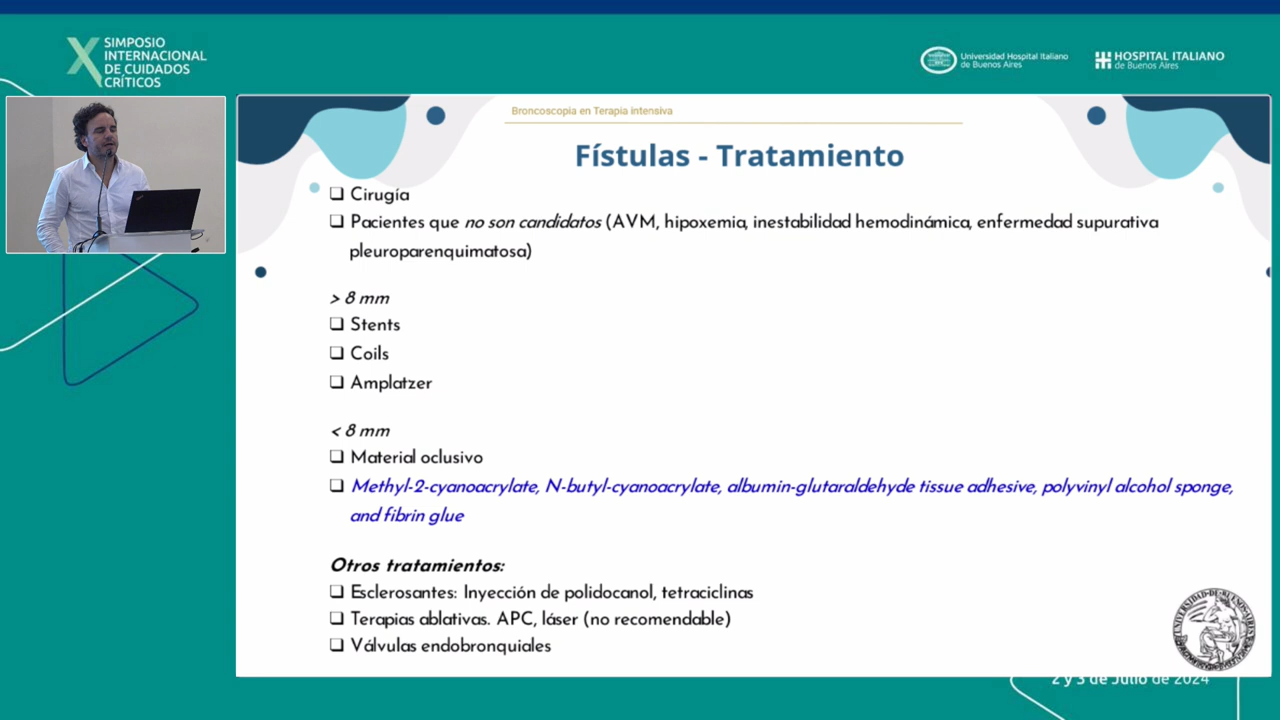 X SIMPOSIO
INTERNACIONAL
DE CUIDADOS
CRÍTICOS
Universidad Hospital Italiano
de Buenos Aires
HOSPITAL ITALIANO
de Buenos Aires
Broncoscopia en Terapia intensiva
Fístulas - Tratamiento
❑ Cirugía
❑ Pacientes que no son candidatos (AVM, hipoxemia, inestabilidad hemodinámica, enfermedad supurativa
pleuroparenquimatosa)
> 8 mm
❑ Stents
❑ Coils
❑ Amplatzer
< 8 mm
❑ Material oclusivo
❑ Methyl-2-cyanoacrylate, N-butyl-cyanoacrylate, albumin-glutaraldehyde tissue adhesive, polyvinyl alcohol sponge,
and fibrin glue
Otros tratamientos:
❑ Esclerosantes: Inyección de polidocanol, tetraciclinas
❑ Terapias ablativas. APC, láser (no recomendable)
❑ Válvulas endobronquiales
2 y 3 de Julio de 2024